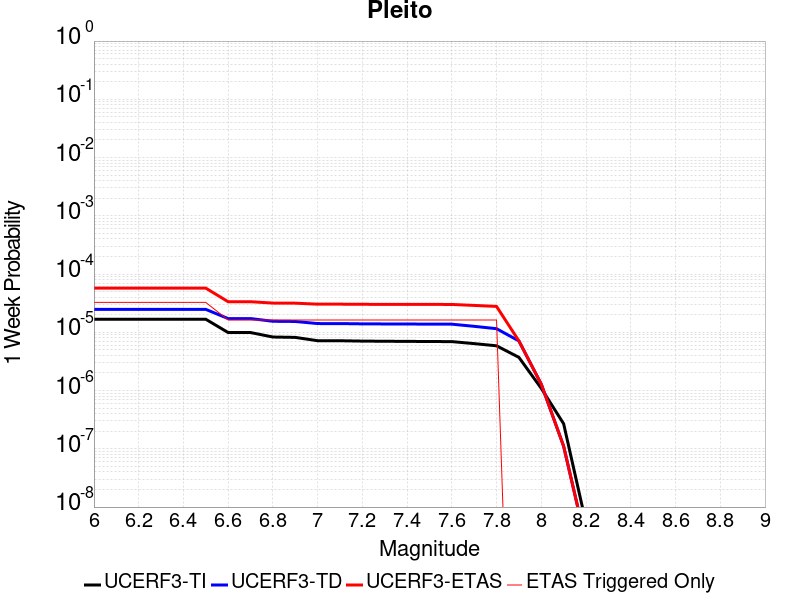 Pleito
10^0
10^-1
10^-2
10^-3
10^-4
10^-5
10^-6
10^-7
10^-8
1 Week Probability
6 6.2 6.4 6.6 6.8 7 7.2 7.4 7.6 7.8 8 8.2 8.4 8.6 8.8 9
Magnitude
UCERF3-TI UCERF3-TD UCERF3-ETAS ETAS Triggered Only